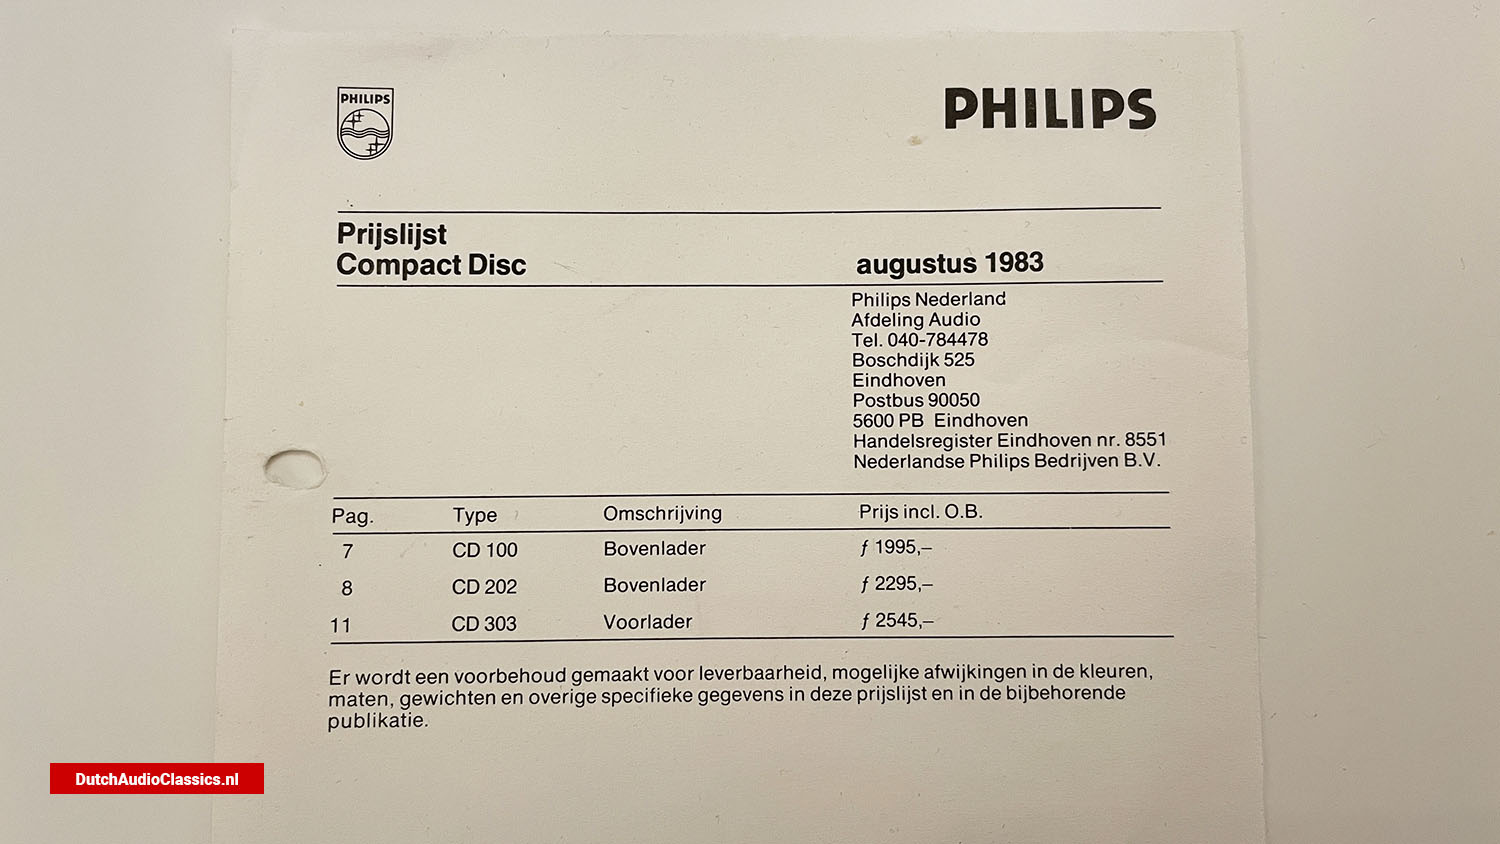 PHILIPS
PHILIPS
Prijslijst
Compact Disc
augustus 1983
Philips Nederland
Afdeling Audio
Tel. 040-784478
Boschdijk 525
Eindhoven
Postbus 90050
5600 PB Eindhoven
Handelsregister Eindhoven nr. 8551
Nederlandse Philips Bedrijven B.V.
Pag. Type Omschrijving Prijs incl. O.B.
7 CD 100 Bovenlader ƒ 1995,–
8 CD 202 Bovenlader ƒ 2295,–
11 CD 303 Voorlader ƒ 2545,–
Er wordt een voorbehoud gemaakt voor leverbaarheid, mogelijke afwijkingen in de kleuren,
maten, gewichten en overige specifieke gegevens in deze prijslijst en in de bijbehorende
publikatie.
DutchAudioClassics.nl